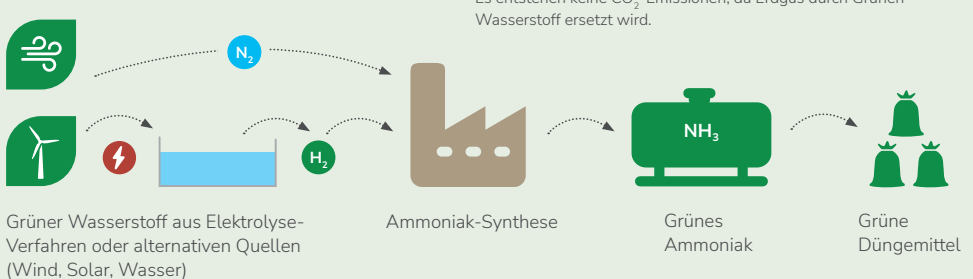 Es entstehen keine CO₂-Emissionen, da Erdgas durch Grünen
Wasserstoff ersetzt wird.
N₂
H₂
NH₃
Grüner Wasserstoff aus Elektrolyse-
Verfahren oder alternativen Quellen
(Wind, Solar, Wasser)
Ammoniak-Synthese
Grünes
Ammoniak
Grüne
Düngemittel